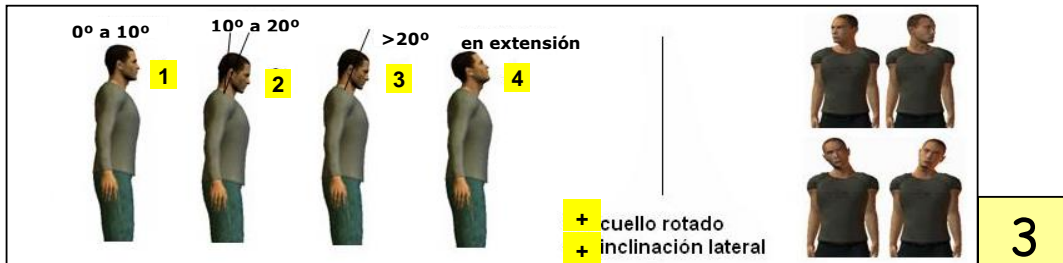 0º a 10º
1
10º a 20º
2
>20º
3
en extensión
4
+ cuello rotado
+ inclinación lateral
3